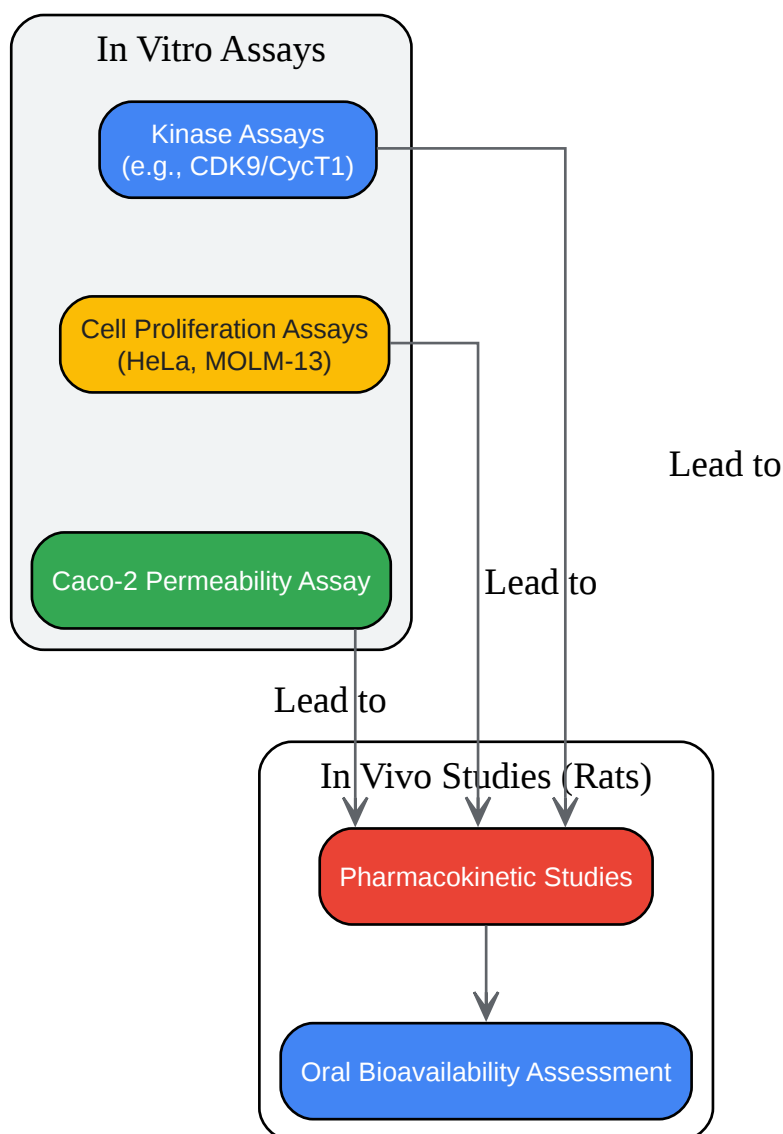 In Vitro Assays
Kinase Assays
(e.g., CDK9/CycT1)
Cell Proliferation Assays
(HeLa, MOLM-13)
Lead to
Caco-2 Permeability Assay
Lead to
Lead to
In Vivo Studies (Rats)
Pharmacokinetic Studies
Oral Bioavailability Assessment